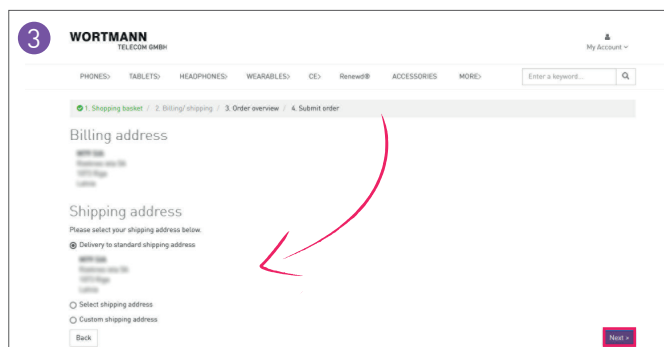 3
WORTMANN
TELECOM GMBH
My Account
PHONES> TABLETS> HEADPHONES> WEARABLES> CE> Renewd® ACCESSORIES MORE>
Enter a keyword...
1. Shopping basket / 2. Billing/shipping / 3. Order overview / 4. Submit order
Billing address
Shipping address
Please select your shipping address below.
Delivery to standard shipping address
Select shipping address
Custom shipping address
Back
Next >